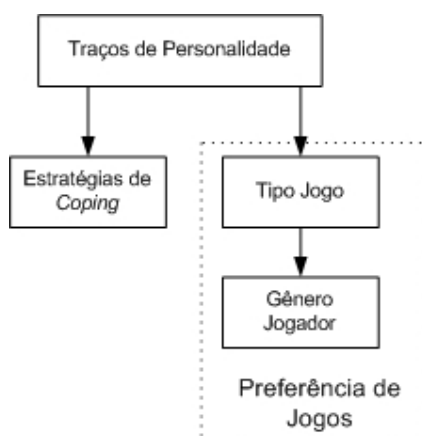 Traços de Personalidade
Estratégias de
Coping
Tipo Jogo
Gênero
Jogador
Preferência de
Jogos